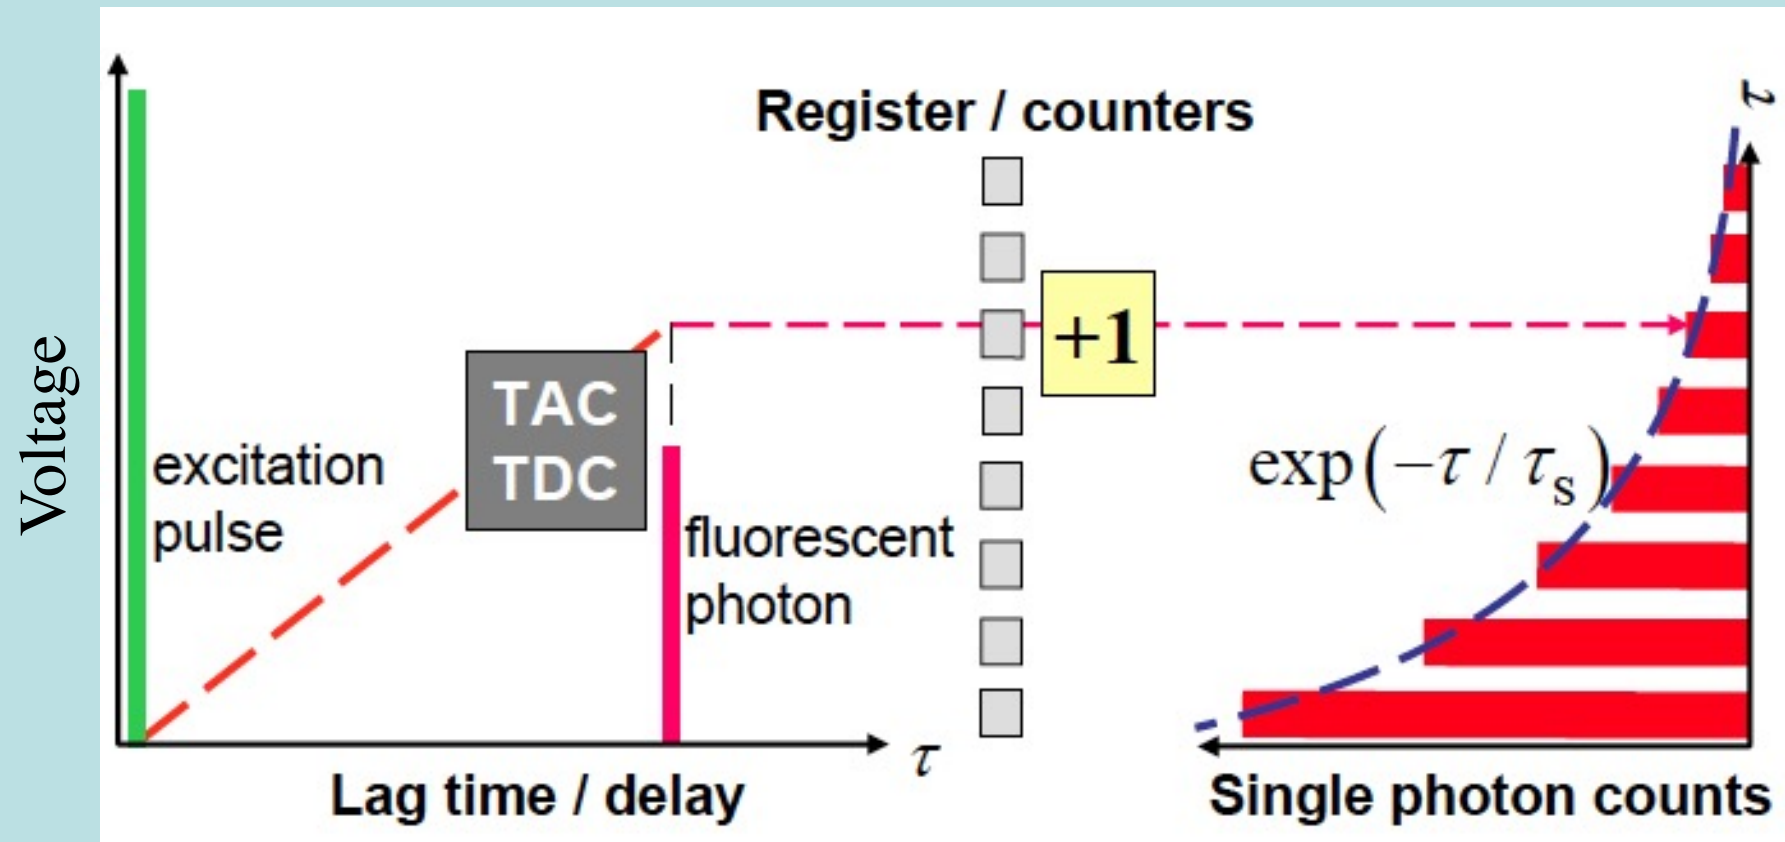 Voltage
Register / counters
τ
+1
TAC
TDC
excitation
pulse
fluorescent
photon
exp(−τ / τs)
τ
Lag time / delay
Single photon counts